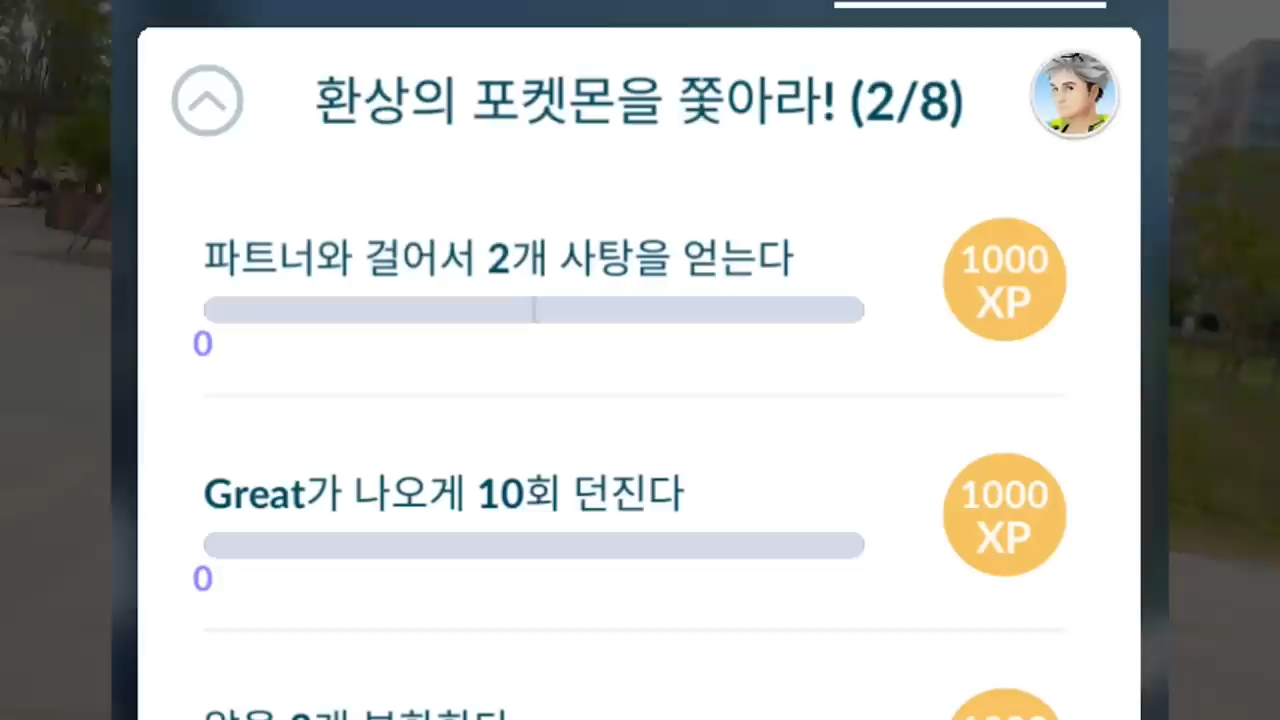 환상의 포켓몬을 쫓아라! (2/8)
파트너와 걸어서 2개 사탕을 얻는다
1000
XP
0
Great가 나오게 10회 던진다
1000
XP
0